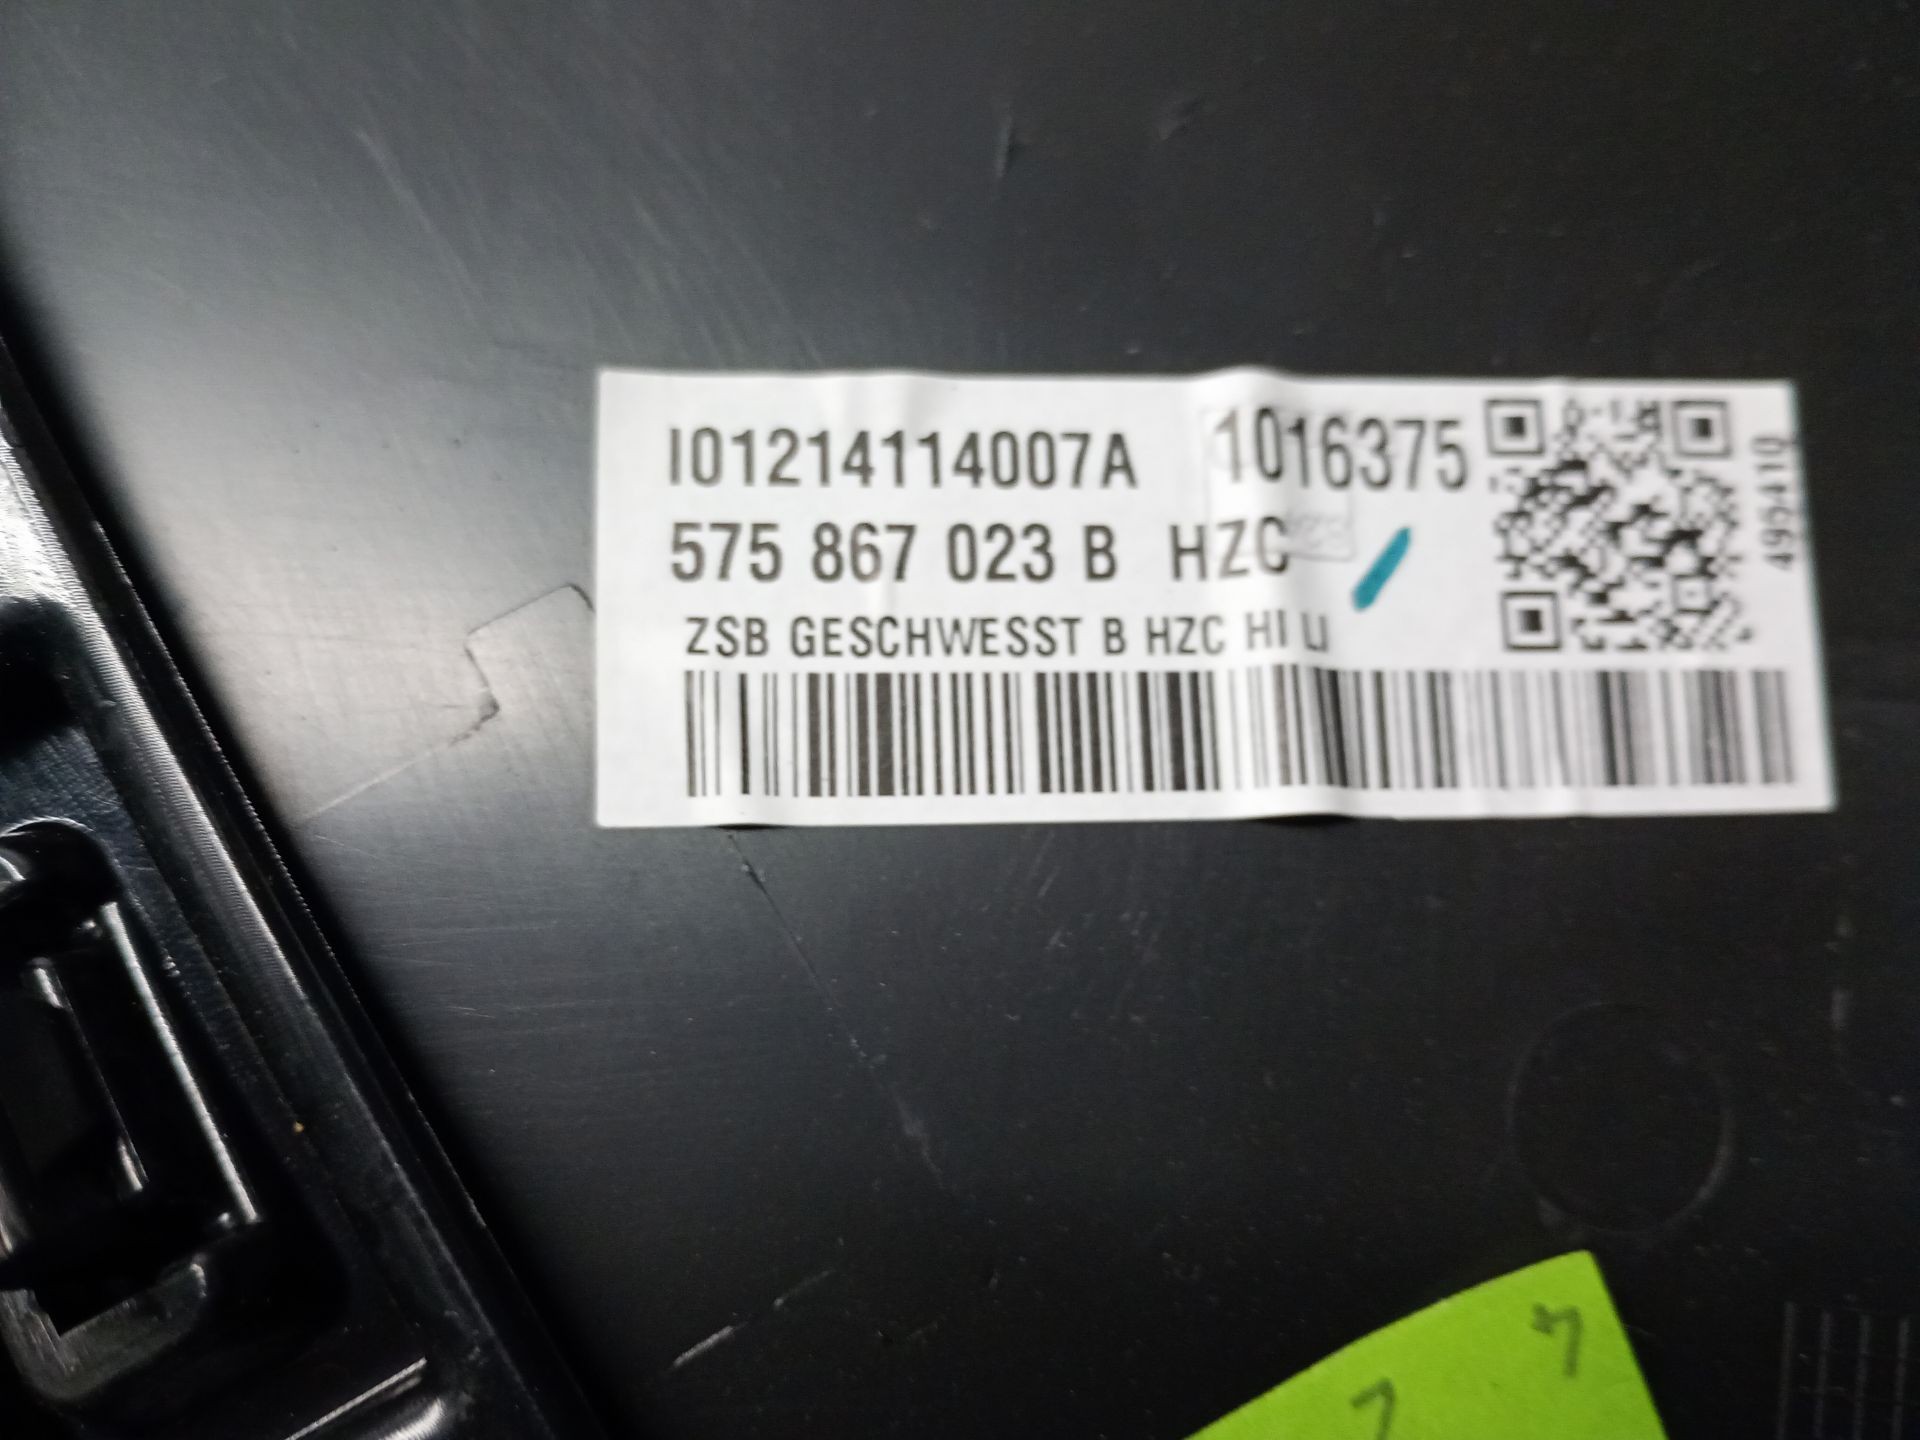 I01214114007A 1016375
575 867 023 B HZC
ZSB GESCHWESST B HZC HI LI
495410